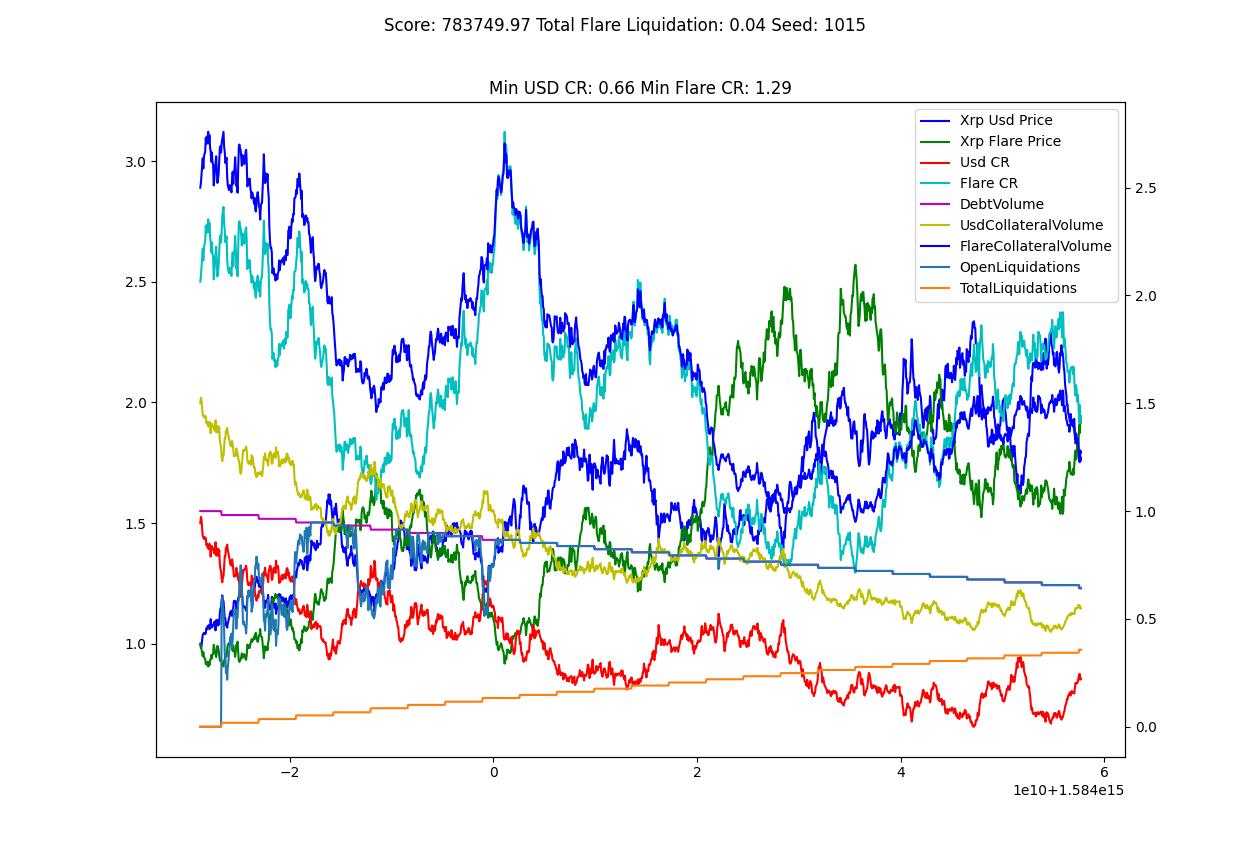 Score: 783749.97 Total Flare Liquidation: 0.04 Seed: 1015
Min USD CR: 0.66 Min Flare CR: 1.29
Xrp Usd Price
Xrp Flare Price
Usd CR
Flare CR
DebtVolume
UsdCollateralVolume
FlareCollateralVolume
OpenLiquidations
TotalLiquidations
3.0
2.5
2.0
1.5
1.0
2.5
2.0
1.5
1.0
0.5
0.0
−2
0
2
4
6
1e10+1.584e15